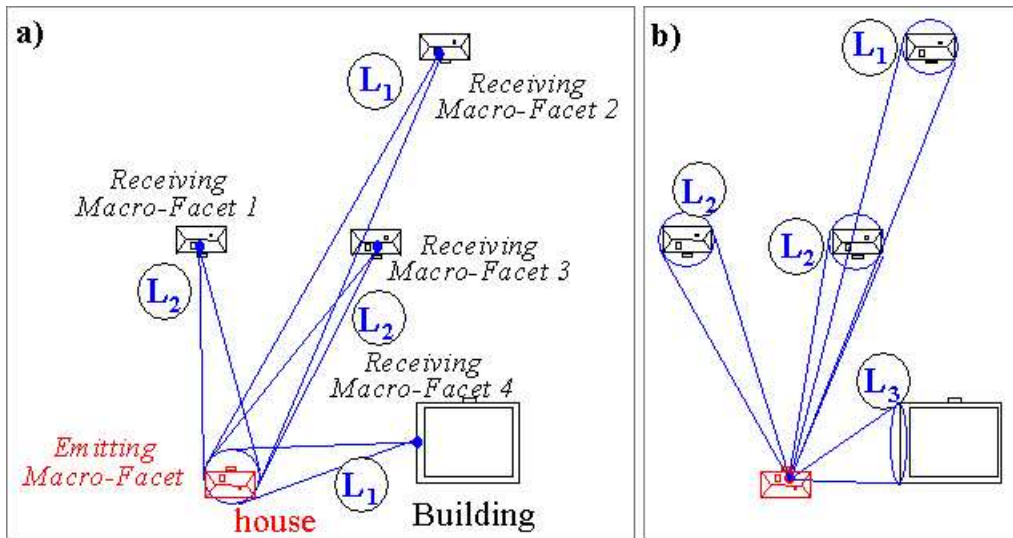 a)
L1
Receiving
Macro-Facet 2
Receiving
Macro-Facet 1
L2
Receiving
Macro-Facet 3
L2
Receiving
Macro-Facet 4
Emitting
Macro-Facet
L1
house
Building
b)
L1
L2
L2
L3